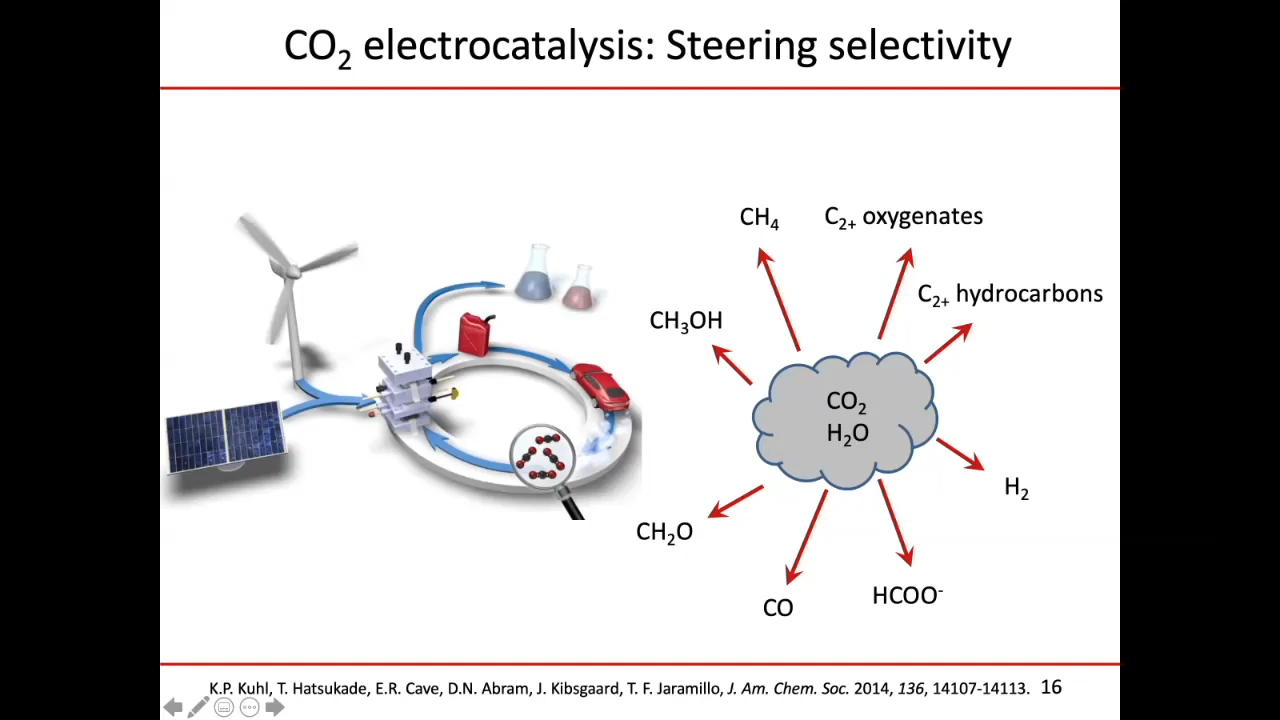 CO₂ electrocatalysis: Steering selectivity
CH₄
C₂₊ oxygenates
C₂₊ hydrocarbons
CH₃OH
CO₂
H₂O
H₂
CH₂O
HCOO⁻
CO
K.P. Kuhl, T. Hatsukade, E.R. Cave, D.N. Abram, J. Kibsgaard, T. F. Jaramillo, J. Am. Chem. Soc. 2014, 136, 14107-14113. 16